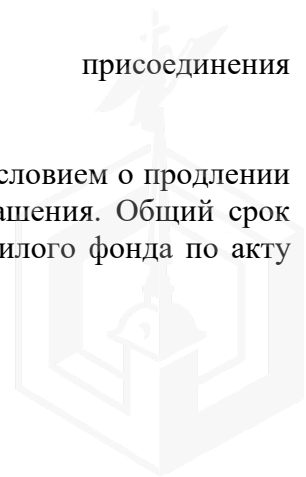 присоединения
словием о продлении
ашения. Общий срок
илого фонда по акту